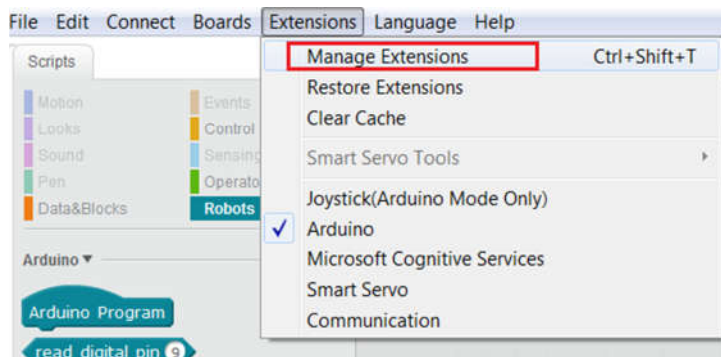 File Edit Connect Boards Extensions Language Help
Scripts
Motion Events
Looks Control
Sound Sensing
Pen Operato
Data&Blocks Robots
Arduino
Arduino Program
read digital pin 9
Manage Extensions Ctrl+Shift+T
Restore Extensions
Clear Cache
Smart Servo Tools
Joystick(Arduino Mode Only)
Arduino
Microsoft Cognitive Services
Smart Servo
Communication